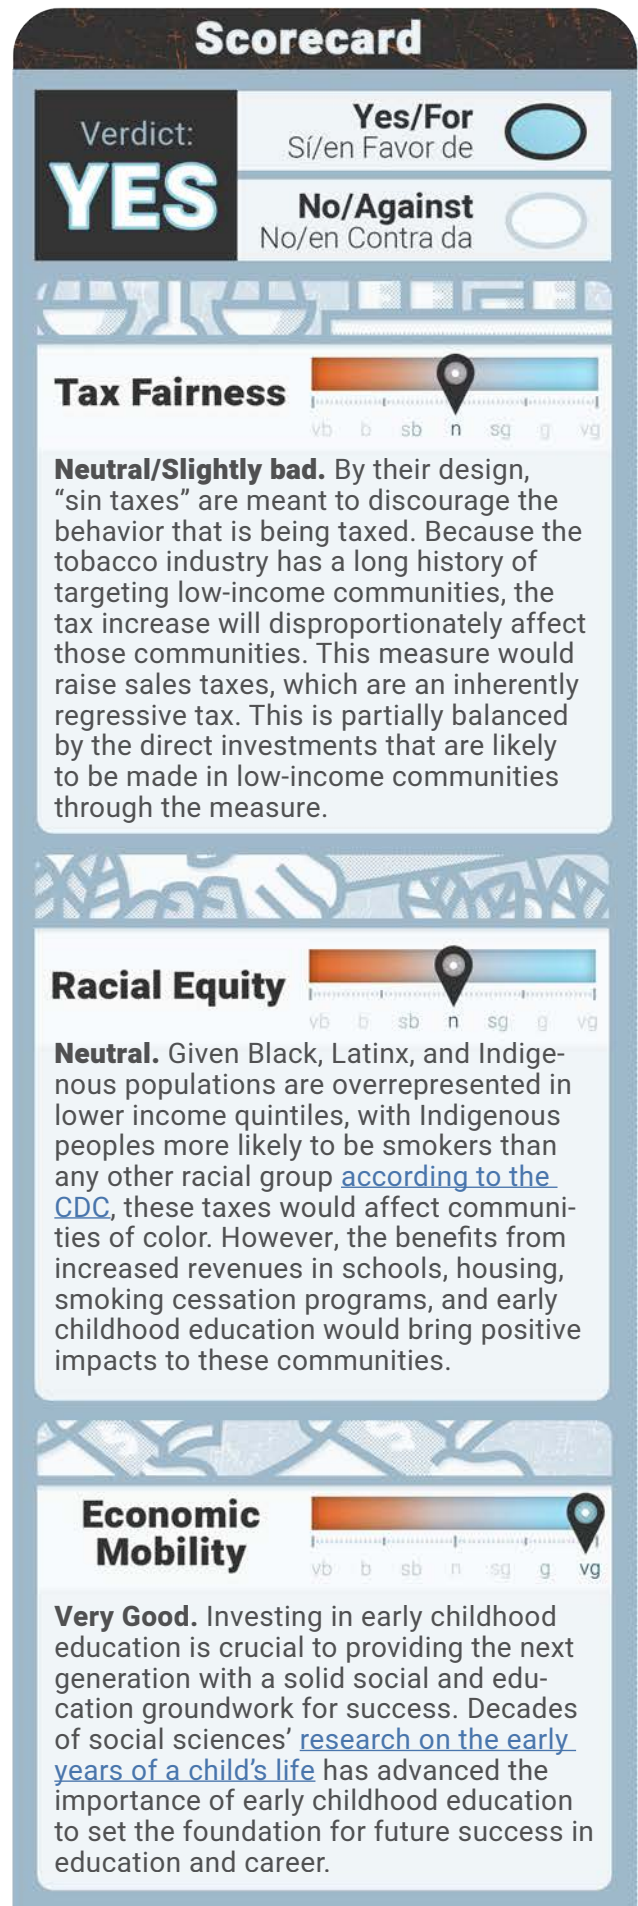 Scorecard
Verdict:
YES
Yes/For
Sí/en Favor de
No/Against
No/en Contra da
Tax Fairness
vb b sb n sg g vg
Neutral/Slightly bad. By their design,
“sin taxes” are meant to discourage the
behavior that is being taxed. Because the
tobacco industry has a long history of
targeting low-income communities, the
tax increase will disproportionately affect
those communities. This measure would
raise sales taxes, which are an inherently
regressive tax. This is partially balanced
by the direct investments that are likely
to be made in low-income communities
through the measure.
Racial Equity
vb b sb n sg g vg
Neutral. Given Black, Latinx, and Indige-
nous populations are overrepresented in
lower income quintiles, with Indigenous
peoples more likely to be smokers than
any other racial group according to the
CDC, these taxes would affect communi-
ties of color. However, the benefits from
increased revenues in schools, housing,
smoking cessation programs, and early
childhood education would bring positive
impacts to these communities.
Economic
Mobility
vb b sb n sg g vg
Very Good. Investing in early childhood
education is crucial to providing the next
generation with a solid social and edu-
cation groundwork for success. Decades
of social sciences’ research on the early
years of a child’s life has advanced the
importance of early childhood education
to set the foundation for future success in
education and career.